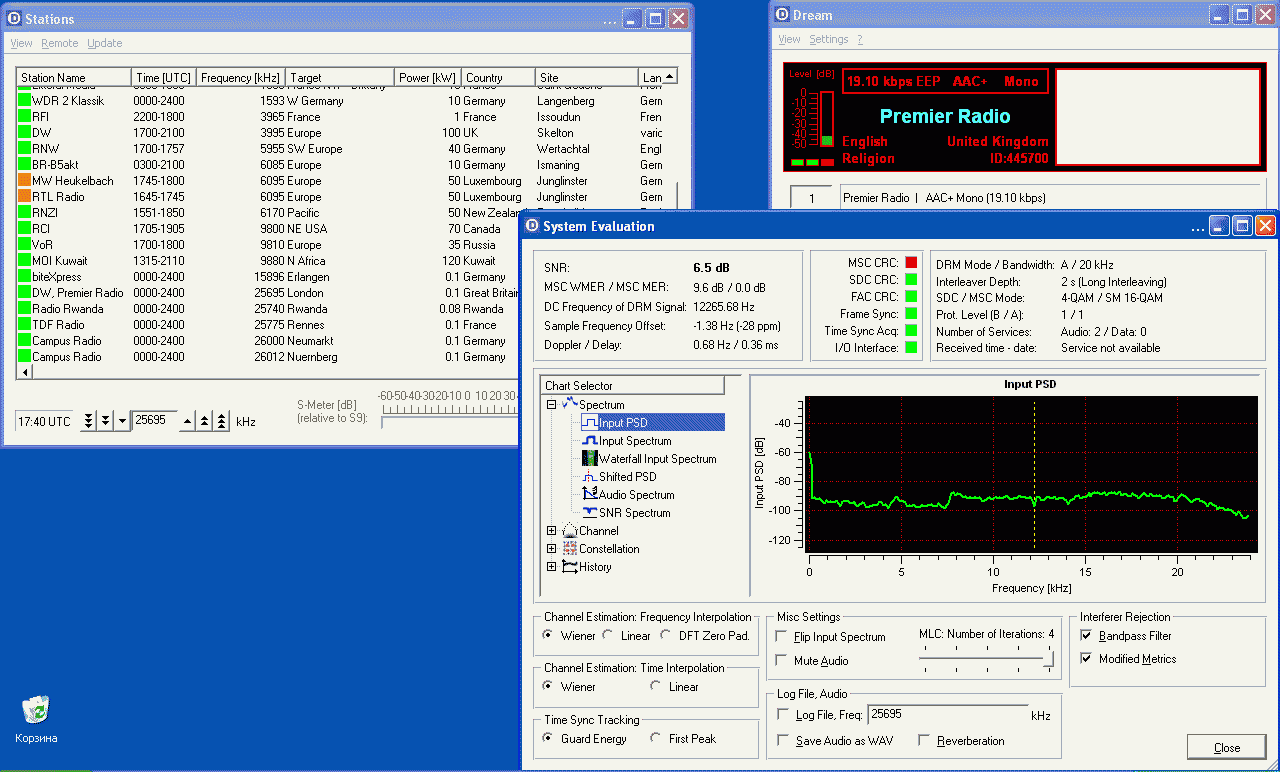 Stations
...
View Remote Update
Station Name Time [UTC] Frequency [kHz] Target Power [kW] Country Site Lan
WDR 2 Klassik 0000-2400 1593 W Germany 10 Germany Langenberg Gern
RFI 2200-1800 3965 France 1 France Issoudun Fren
DW 1700-2100 3995 Europe 100 UK Skelton varic
RNW 1700-1757 5955 SW Europe 40 Germany Wertachtal Engl
BR-B5akt 0300-2100 6085 Europe 10 Germany Ismaning Gern
MW Heukelbach 1745-1800 6095 Europe 50 Luxembourg Junglinster Gern
RTL Radio 1645-1745 6095 Europe 50 Luxembourg Junglinster Gern
RNZI 1551-1850 6170 Pacific 50 New Zealan
RCI 1705-1905 9800 NE USA 70 Canada
VoR 1700-1800 9810 Europe 35 Russia
MOI Kuwait 1315-2110 9880 N Africa 120 Kuwait
biteXpress 0000-2400 15896 Erlangen 0.1 Germany
DW, Premier Radio 0000-2400 25695 London 0.1 Great Britain
Radio Rwanda 0000-2400 25740 Rwanda 0.08 Rwanda
TDF Radio 0000-2400 25775 Rennes 0.1 France
Campus Radio 0000-2400 26000 Neumarkt 0.1 Germany
Campus Radio 0000-2400 26012 Nuernberg 0.1 Germany
17:40 UTC 25695 kHz
S-Meter [dB]
(relative to S9):
-60-50-40-30-20-10 0 10 20 30
Dream
View Settings ?
Level [dB]
0
-10
-20
-30
-40
-50
19.10 kbps EEP AAC+ Mono
Premier Radio
English United Kingdom
Religion ID:445700
1 Premier Radio | AAC+ Mono (19.10 kbps)
System Evaluation
...
SNR: 6.5 dB
MSC WMER / MSC MER: 9.6 dB / 0.0 dB
DC Frequency of DRM Signal: 12265.68 Hz
Sample Frequency Offset: -1.38 Hz (-28 ppm)
Doppler / Delay: 0.68 Hz / 0.36 ms
MSC CRC:
SDC CRC:
FAC CRC:
Frame Sync:
Time Sync Acq:
I/O Interface:
DRM Mode / Bandwidth: A / 20 kHz
Interleaver Depth: 2 s (Long Interleaving)
SDC / MSC Mode: 4-QAM / SM 16-QAM
Prot. Level (B / A): 1 / 1
Number of Services: Audio: 2 / Data: 0
Received time - date: Service not available
Chart Selector
Spectrum
Input PSD
Input Spectrum
Waterfall Input Spectrum
Shifted PSD
Audio Spectrum
SNR Spectrum
Channel
Constellation
History
Input PSD
Input PSD [dB]
-40
-60
-80
-100
-120
0 5 10 15 20
Frequency [kHz]
Channel Estimation: Frequency Interpolation
Wiener Linear DFT Zero Pad.
Channel Estimation: Time Interpolation
Wiener Linear
Time Sync Tracking
Guard Energy First Peak
Misc Settings
Flip Input Spectrum
Mute Audio
MLC: Number of Iterations: 4
Log File, Audio
Log File, Freq: 25695 kHz
Save Audio as WAV Reverberation
Interferer Rejection
Bandpass Filter
Modified Metrics
Close
Корзина